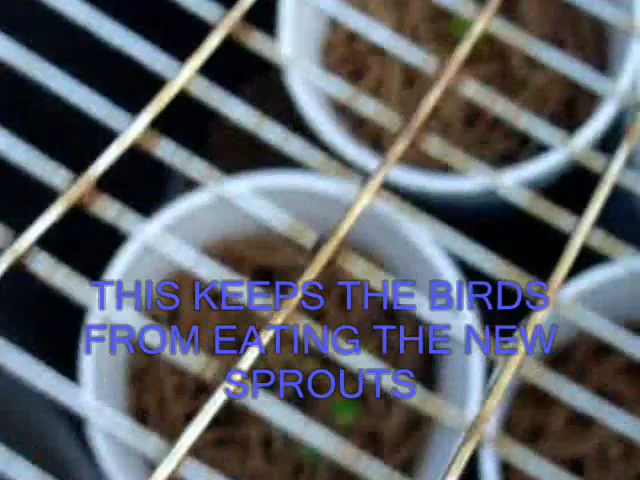 THIS KEEPS THE BIRDS
FROM EATING THE NEW
SPROUTS